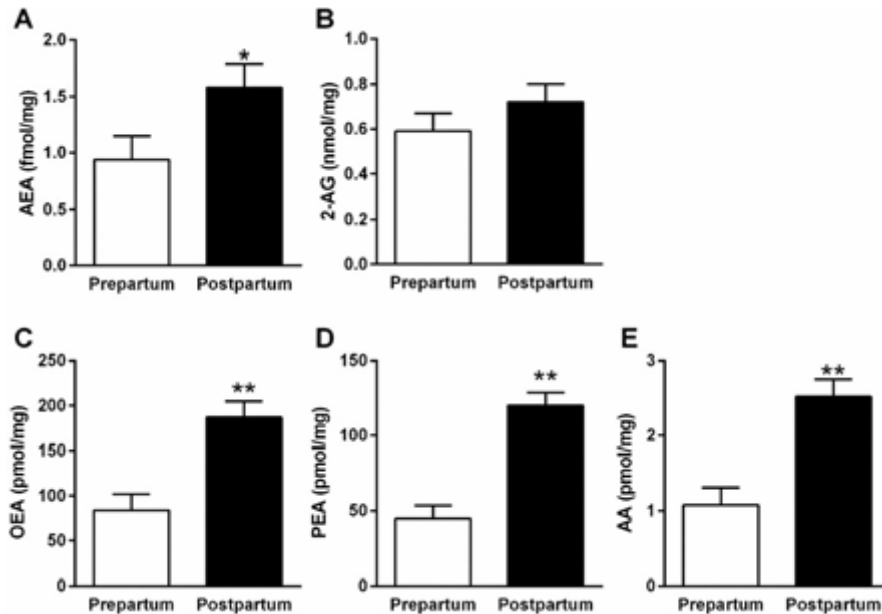 A
AEA (fmol/mg)
2.0
1.5
1.0
0.5
0.0
*
Prepartum Postpartum
B
2-AG (nmol/mg)
1.0
0.8
0.6
0.4
0.2
0.0
Prepartum Postpartum
C
OEA (pmol/mg)
250
200
150
100
50
0
**
Prepartum Postpartum
D
PEA (pmol/mg)
150
100
50
0
**
Prepartum Postpartum
E
AA (pmol/mg)
3
2
1
0
**
Prepartum Postpartum